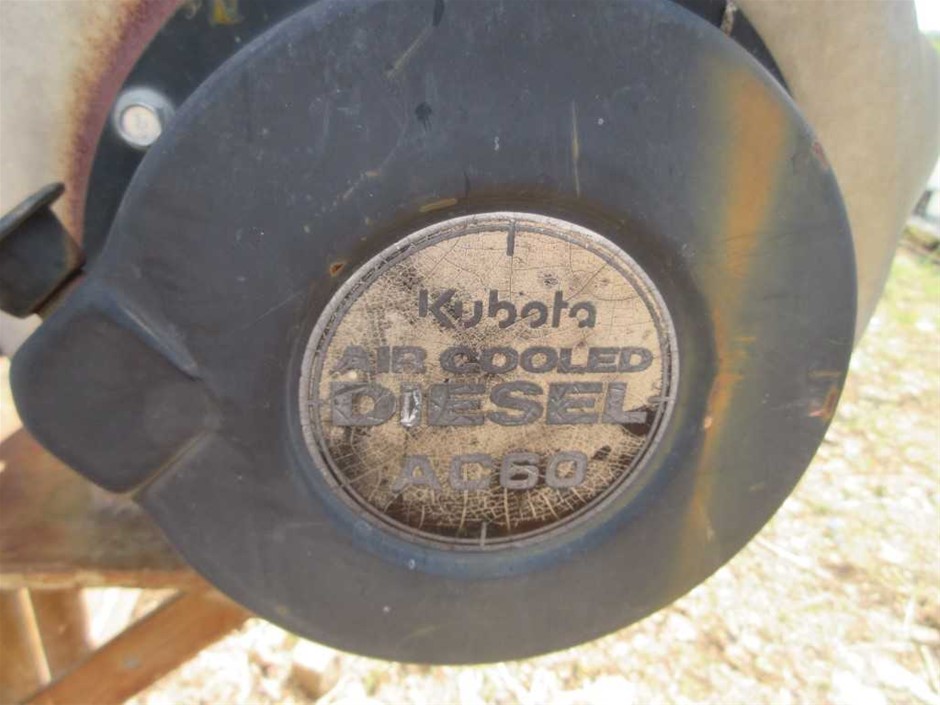 Kubota
AIR COOLED
DIESEL
AC60